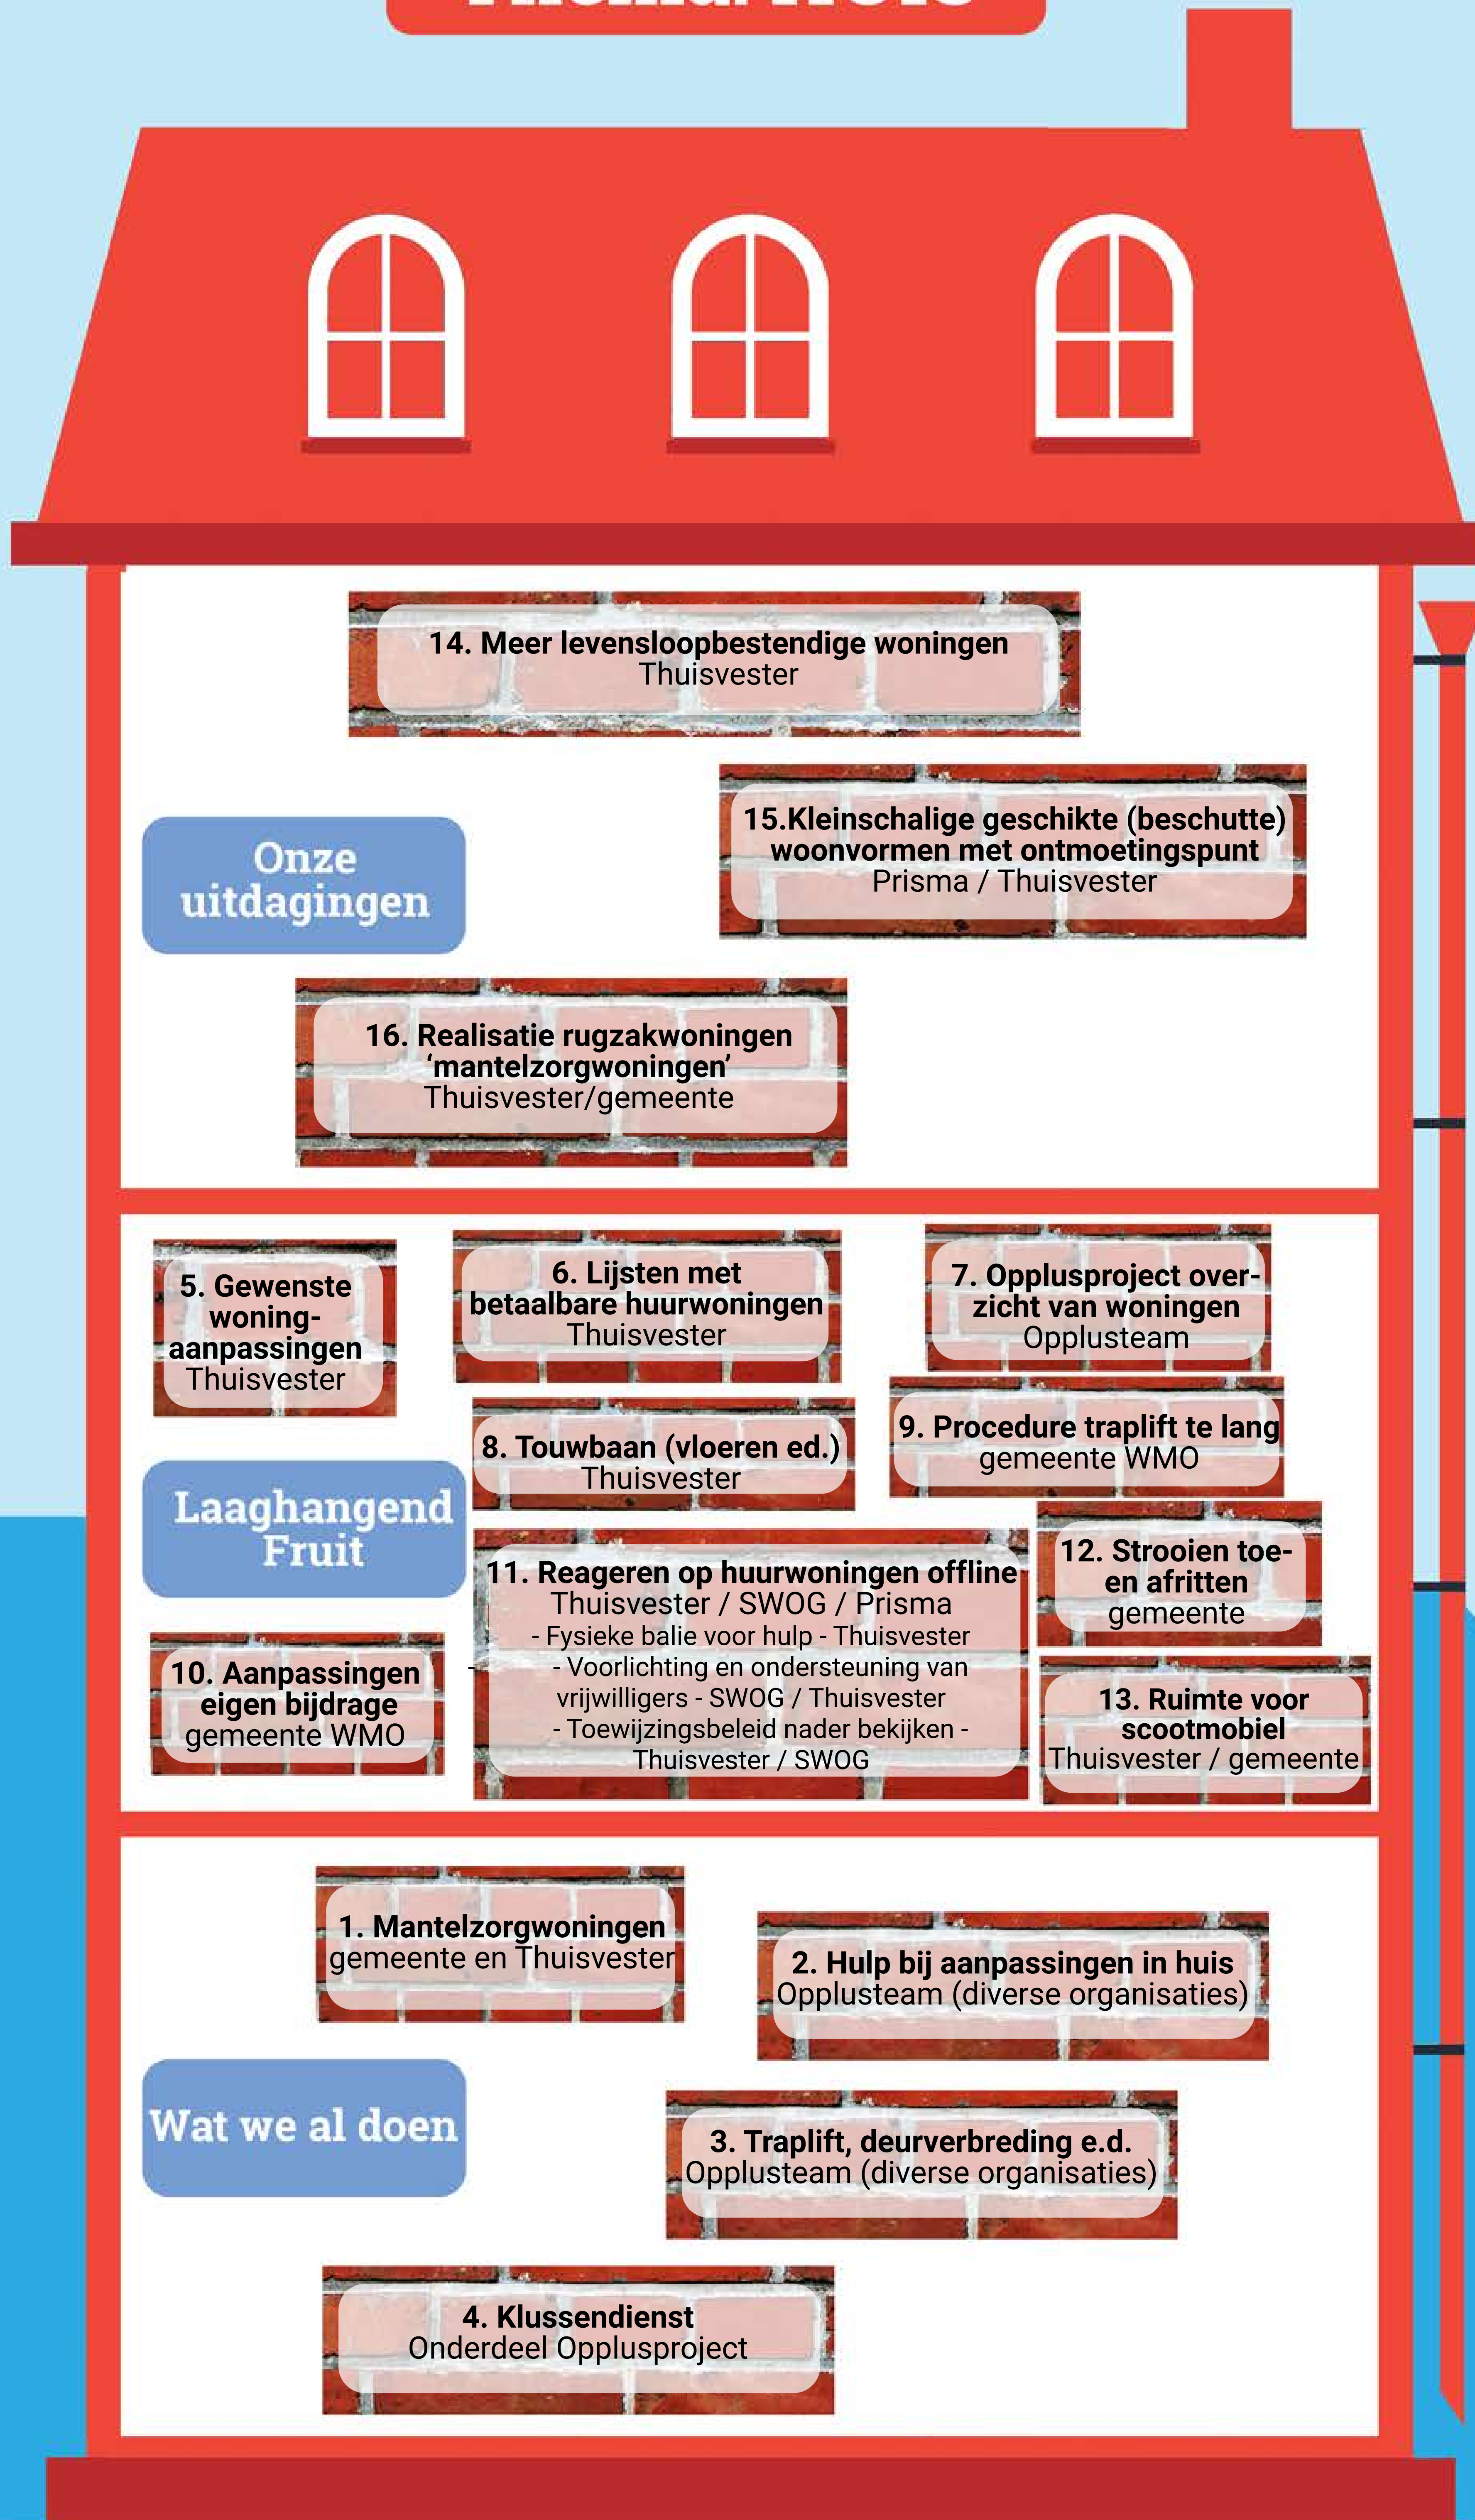 14. Meer levensloopbestendige woningen
Thuisvester
15.Kleinschalige geschikte (beschutte)
woonvormen met ontmoetingspunt
Prisma / Thuisvester
Onze
uitdagingen
16. Realisatie rugzakwoningen
‘mantelzorgwoningen’
Thuisvester/gemeente
5. Gewenste
woning-
aanpassingen
Thuisvester
6. Lijsten met
betaalbare huurwoningen
Thuisvester
7. Opplusproject over-
zicht van woningen
Opplusteam
8. Touwbaan (vloeren ed.)
Thuisvester
9. Procedure traplift te lang
gemeente WMO
Laaghangend
Fruit
10. Aanpassingen
eigen bijdrage
gemeente WMO
11. Reageren op huurwoningen offline
Thuisvester / SWOG / Prisma
- Fysieke balie voor hulp - Thuisvester
- - Voorlichting en ondersteuning van
vrijwilligers - SWOG / Thuisvester
- Toewijzingsbeleid nader bekijken -
Thuisvester / SWOG
12. Strooien toe-
en afritten
gemeente
13. Ruimte voor
scootmobiel
Thuisvester / gemeente
1. Mantelzorgwoningen
gemeente en Thuisvester
2. Hulp bij aanpassingen in huis
Opplusteam (diverse organisaties)
Wat we al doen
3. Traplift, deurverbreding e.d.
Opplusteam (diverse organisaties)
4. Klussendienst
Onderdeel Opplusproject